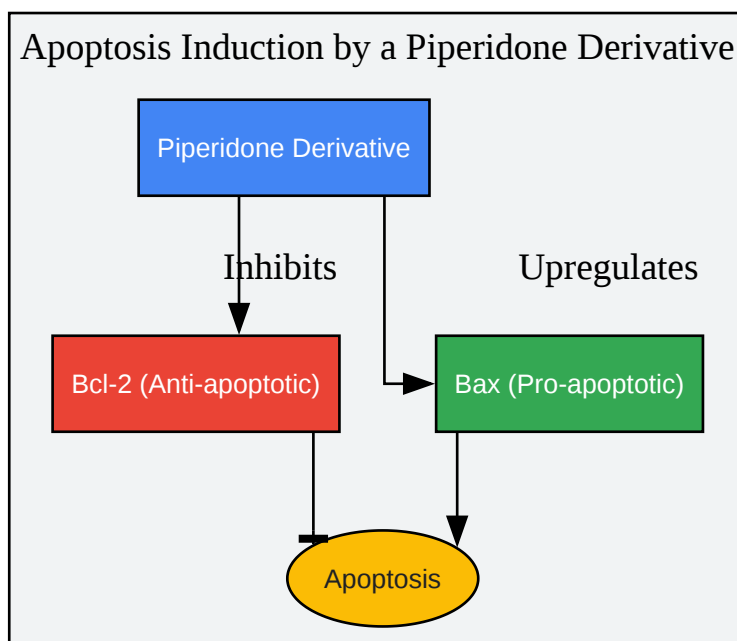 Apoptosis Induction by a Piperidone Derivative
Piperidone Derivative
Inhibits
Upregulates
Bcl-2 (Anti-apoptotic)
Bax (Pro-apoptotic)
Apoptosis